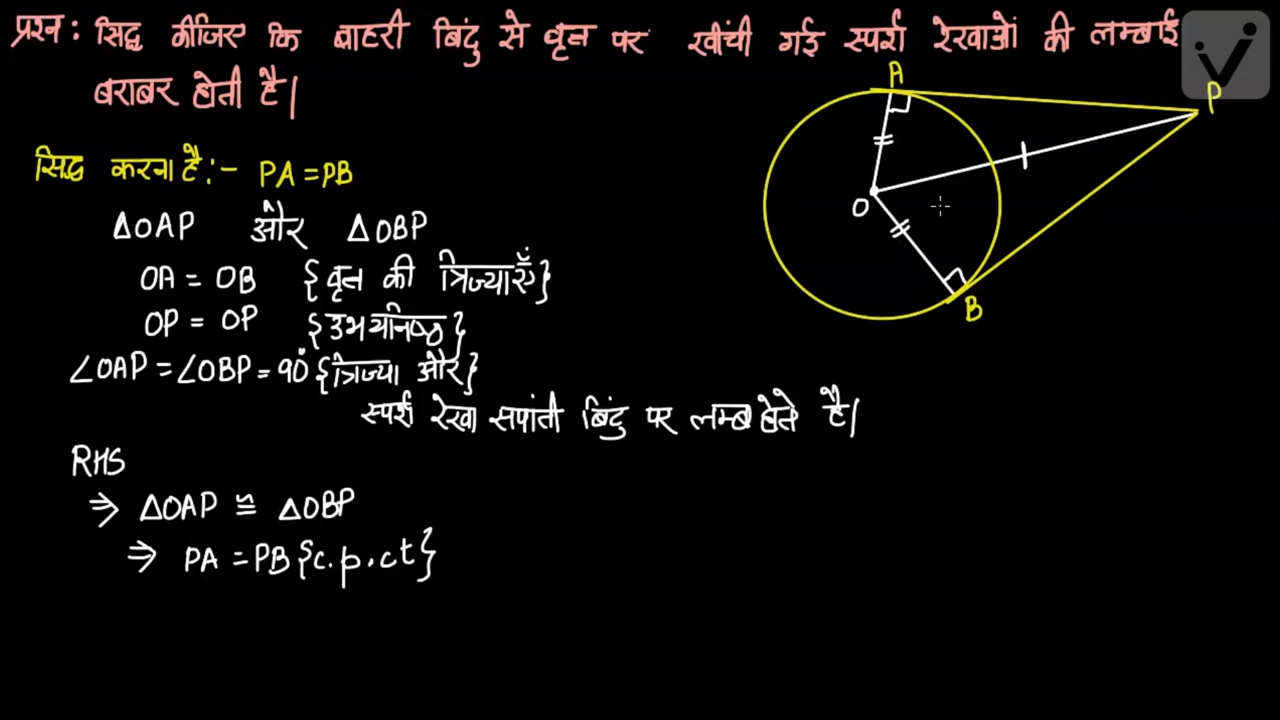 प्रश्न: सिद्ध कीजिए कि बाहरी बिंदु से वृत्त पर खींची गई स्पर्श रेखाओं की लम्बाई
बराबर होती है।
सिद्ध करना है:- PA = PB
ΔOAP और ΔOBP
OA = OB {वृत्त की त्रिज्याएँ}
OP = OP {उभयनिष्ठ}
∠OAP = ∠OBP = 90° {त्रिज्या और}
स्पर्श रेखा सपांती बिंदु पर लम्ब होते है।
RHS
⇒ ΔOAP ≅ ΔOBP
⇒ PA = PB {c.p.ct}
A
P
O
B